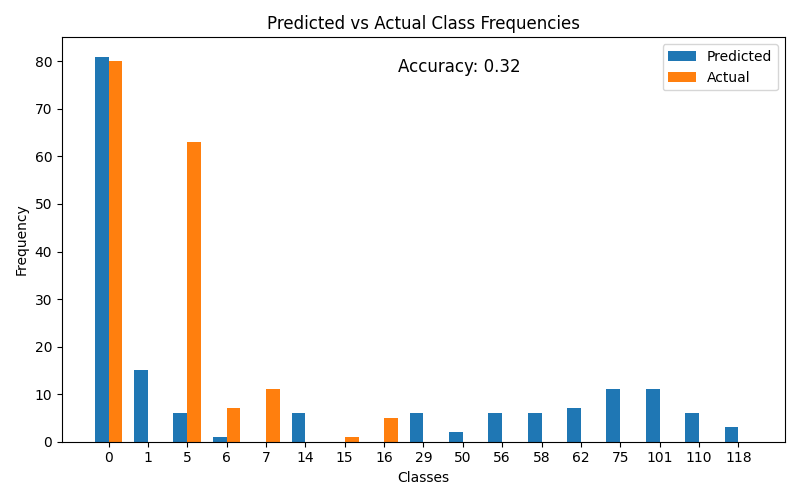 Predicted vs Actual Class Frequencies
Accuracy: 0.32
Predicted
Actual
80
70
60
50
40
30
20
10
0
Frequency
0 1 5 6 7 14 15 16 29 50 56 58 62 75 101 110 118
Classes